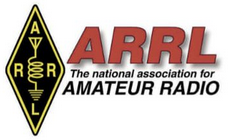 A
R R
L
ARRL
The national association for
AMATEUR RADIO